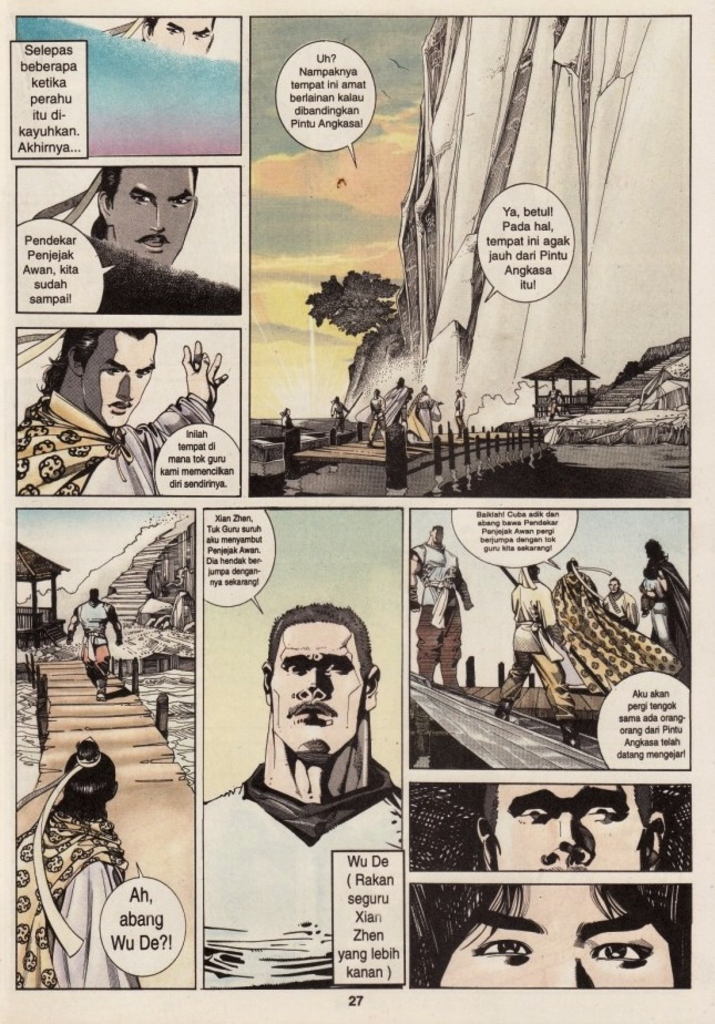 Selepas
beberapa
ketika
perahu
itu di-
kayuhkan.
Akhirnya...
Pendekar
Penjejak
Awan, kita
sudah
sampai!
Inilah
tempat di
mana tok guru
kami memencilkan
diri sendirinya.
Uh?
Nampaknya
tempat ini amat
berlainan kalau
dibandingkan
Pintu Angkasa!
Ya, betul!
Pada hal,
tempat ini agak
jauh dari Pintu
Angkasa
itu!
Ah,
abang
Wu De?!
Xian Zhen,
Tuk Guru suruh
aku menyambut
Penjejak Awan.
Dia hendak ber-
jumpa dengan-
nya sekarang!
Wu De
( Rakan
seguru
Xian
Zhen
yang lebih
kanan )
Baiklah! Cuba adik dan
abang bawa Pendekar
Penjejak Awan pergi
berjumpa dengan tok
guru kita sekarang!
Aku akan
pergi tengok
sama ada orang-
orang dari Pintu
Angkasa telah
datang mengejar!
27